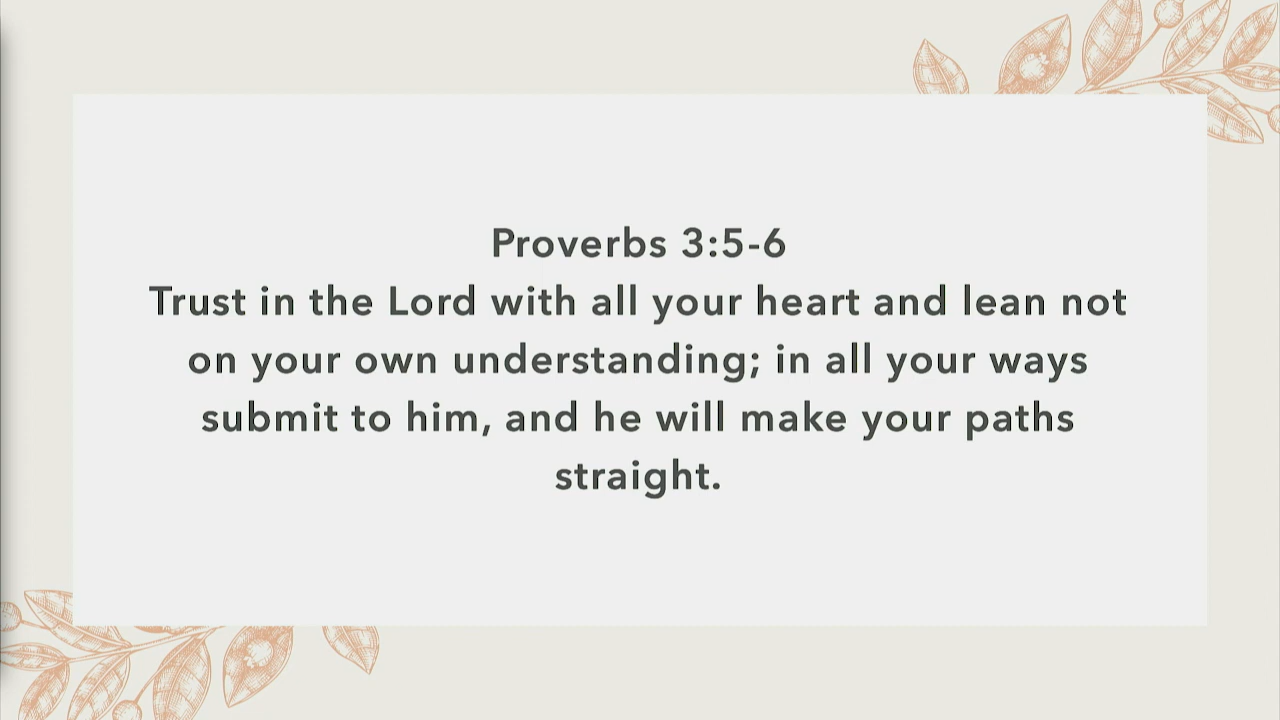 Proverbs 3:5-6
Trust in the Lord with all your heart and lean not
on your own understanding; in all your ways
submit to him, and he will make your paths
straight.